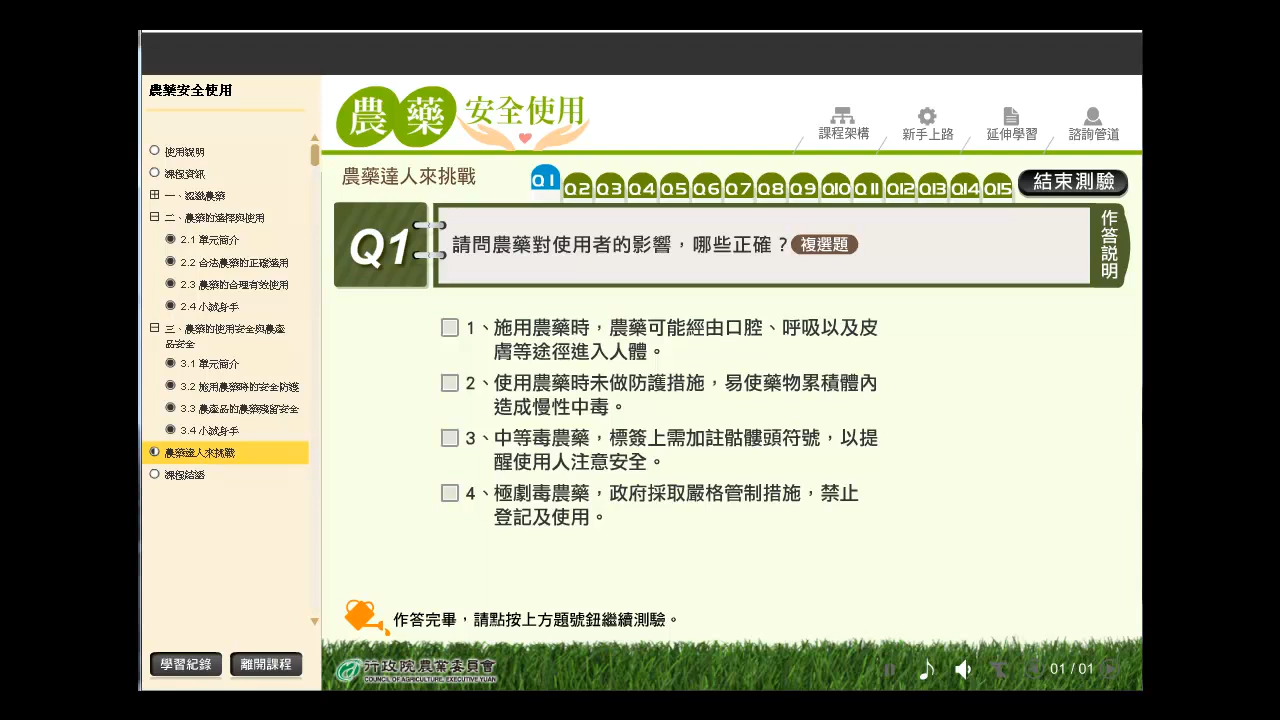 農藥安全使用
使用說明
課程資訊
一、認識農藥
二、農藥的選擇與使用
2.1 單元簡介
2.2 合法農藥的正確選用
2.3 農藥的合理有效使用
2.4 小試身手
三、農藥的使用安全與農產
品安全
3.1 單元簡介
3.2 施用農藥時的安全防護
3.3 農產品的農藥殘留安全
3.4 小試身手
農藥達人來挑戰
課程結語
學習紀錄 離開課程
農藥 安全使用
課程架構 新手上路 延伸學習 諮詢管道
農藥達人來挑戰 Q1 Q2 Q3 Q4 Q5 Q6 Q7 Q8 Q9 Q10 Q11 Q12 Q13 Q14 Q15 結束測驗
Q1 請問農藥對使用者的影響，哪些正確？ 複選題
作答說明
1、施用農藥時，農藥可能經由口腔、呼吸以及皮
膚等途徑進入人體。
2、使用農藥時未做防護措施，易使藥物累積體內
造成慢性中毒。
3、中等毒農藥，標簽上需加註骷髏頭符號，以提
醒使用人注意安全。
4、極劇毒農藥，政府採取嚴格管制措施，禁止
登記及使用。
作答完畢，請點按上方題號鈕繼續測驗。
行政院農業委員會
COUNCIL OF AGRICULTURE, EXECUTIVE YUAN
01 / 01